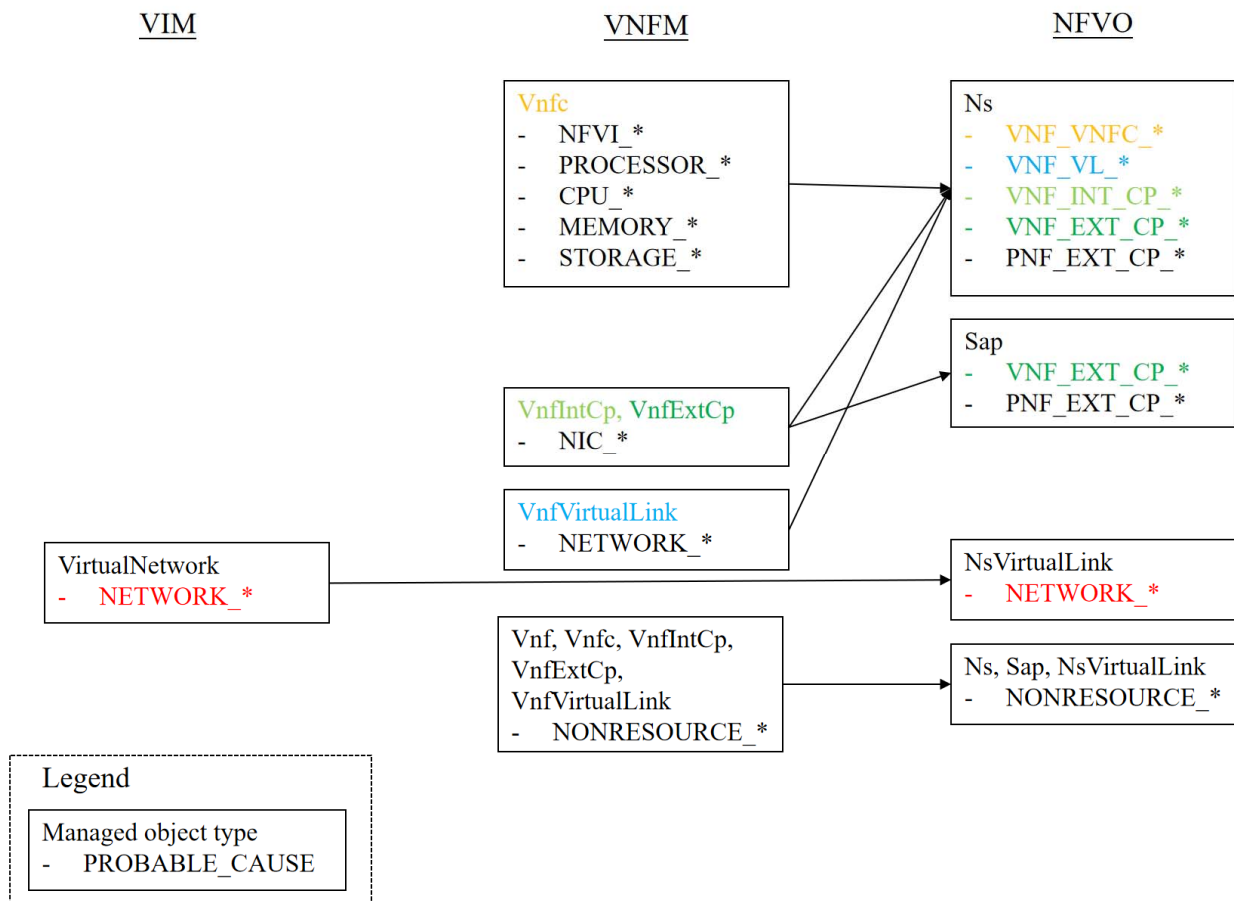 VIM
VNFM
NFVO
Vnfc
- NFVI_*
- PROCESSOR_*
- CPU_*
- MEMORY_*
- STORAGE_*
Ns
- VNF_VNFC_*
- VNF_VL_*
- VNF_INT_CP_*
- VNF_EXT_CP_*
- PNF_EXT_CP_*
Sap
- VNF_EXT_CP_*
- PNF_EXT_CP_*
VnfIntCp, VnfExtCp
- NIC_*
VnfVirtualLink
- NETWORK_*
VirtualNetwork
- NETWORK_*
NsVirtualLink
- NETWORK_*
Vnf, Vnfc, VnfIntCp,
VnfExtCp,
VnfVirtualLink
- NONRESOURCE_*
Ns, Sap, NsVirtualLink
- NONRESOURCE_*
Legend
Managed object type
- PROBABLE_CAUSE